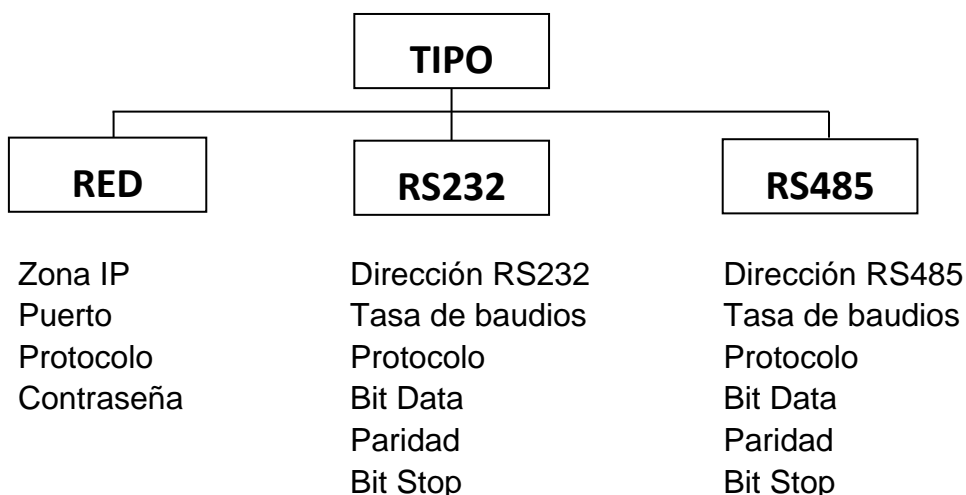 TIPO
RED
RS232
RS485
Zona IP
Puerto
Protocolo
Contraseña
Dirección RS232
Tasa de baudios
Protocolo
Bit Data
Paridad
Bit Stop
Dirección RS485
Tasa de baudios
Protocolo
Bit Data
Paridad
Bit Stop